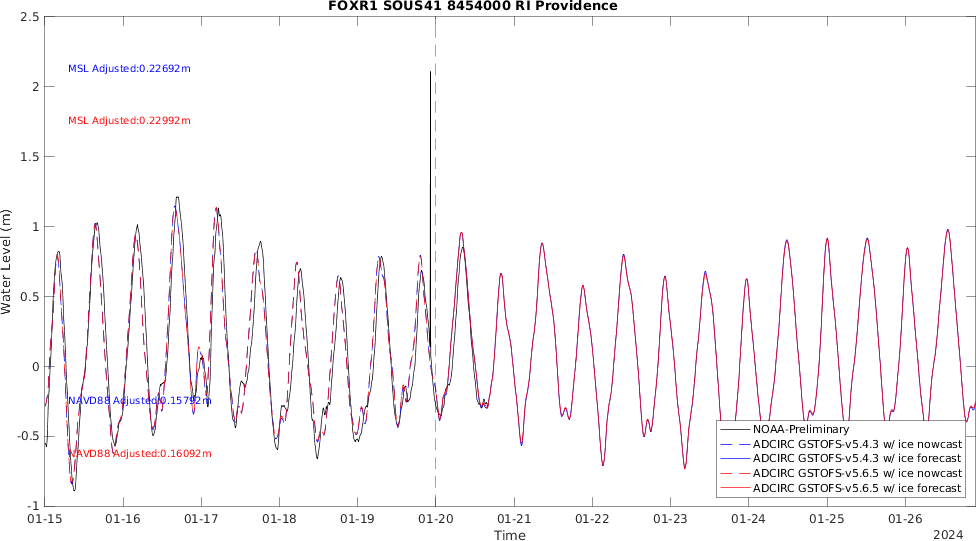 FOXR1 SOUS41 8454000 RI Providence
2.5
2
1.5
1
0.5
0
-0.5
-1
Water Level (m)
MSL Adjusted:0.22692m
MSL Adjusted:0.22992m
NAVD88 Adjusted:0.15792m
NAVD88 Adjusted:0.16092m
NOAA-Preliminary
ADCIRC GSTOFS-v5.4.3 w/ ice nowcast
ADCIRC GSTOFS-v5.4.3 w/ ice forecast
ADCIRC GSTOFS-v5.6.5 w/ ice nowcast
ADCIRC GSTOFS-v5.6.5 w/ ice forecast
01-15 01-16 01-17 01-18 01-19 01-20 01-21 01-22 01-23 01-24 01-25 01-26
Time
2024